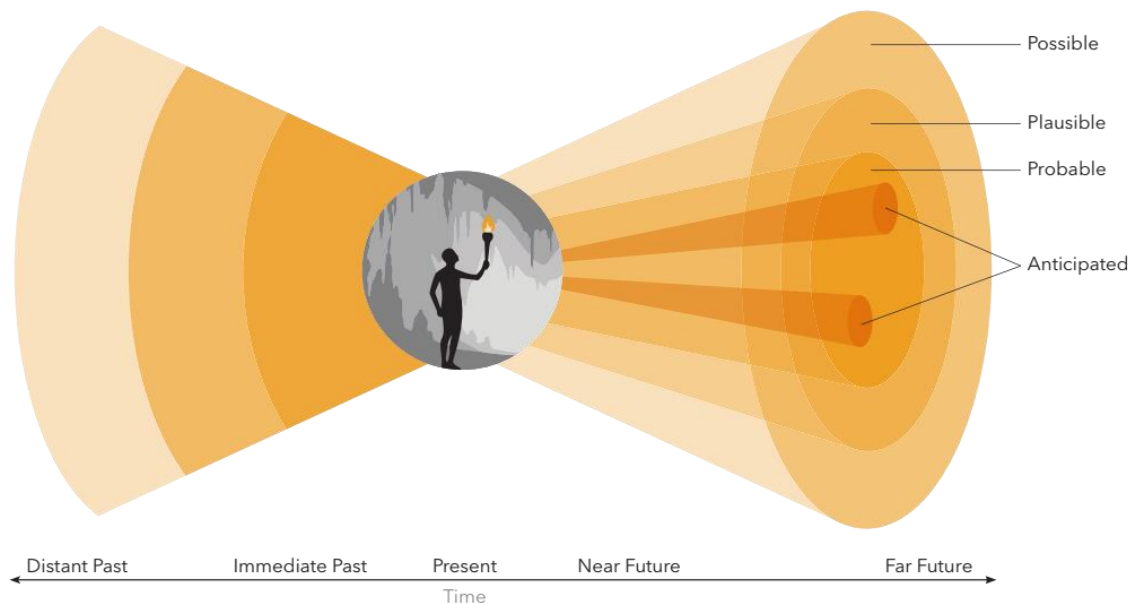 Possible
Plausible
Probable
Anticipated
Distant Past Immediate Past Present Near Future Far Future
Time